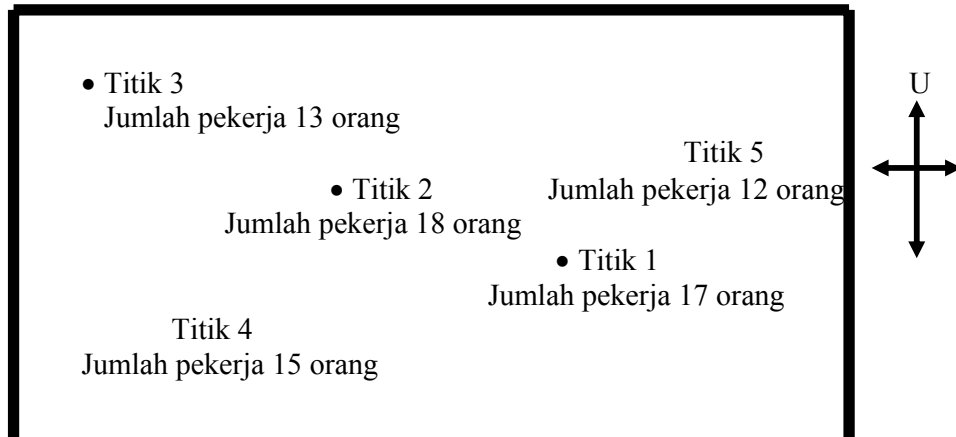 • Titik 3
Jumlah pekerja 13 orang
U
Titik 5
• Titik 2
Jumlah pekerja 12 orang
Jumlah pekerja 18 orang
• Titik 1
Jumlah pekerja 17 orang
Titik 4
Jumlah pekerja 15 orang